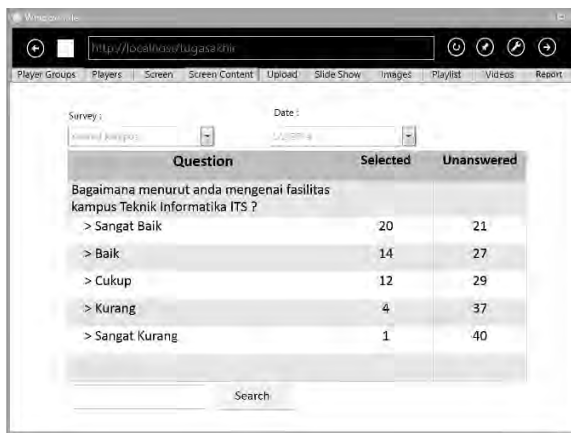 http://localhost/tugasakhir
Player Groups Players Screen Screen Content Upload Slide Show Images Playlist Videos Report
Survey : Date :
Question Selected Unanswered
Bagaimana menurut anda mengenai fasilitas
kampus Teknik Informatika ITS ?
> Sangat Baik 20 21
> Baik 14 27
> Cukup 12 29
> Kurang 4 37
> Sangat Kurang 1 40
Search